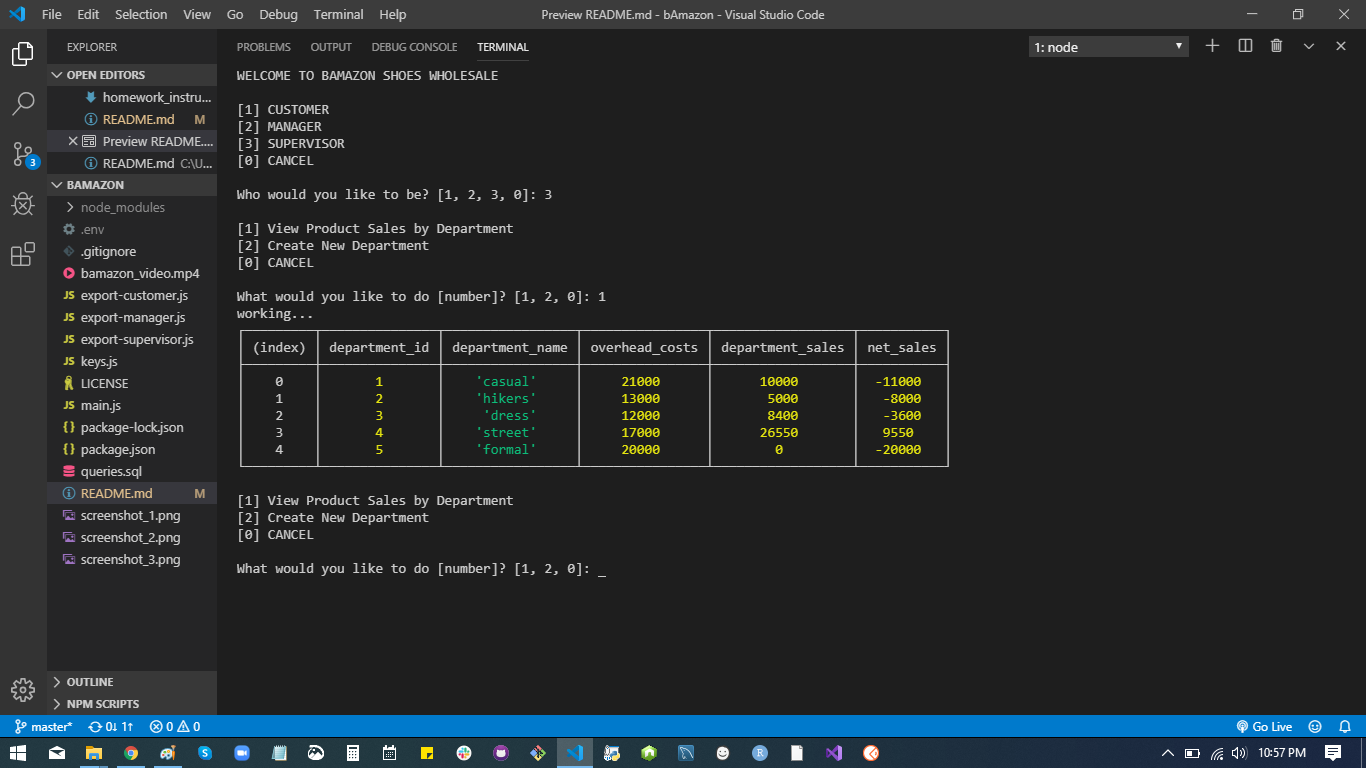 File Edit Selection View Go Debug Terminal Help
Preview README.md - bAmazon - Visual Studio Code
EXPLORER
OPEN EDITORS
homework_instru...
README.md M
Preview README....
README.md C:\U...
BAMAZON
node_modules
.env
.gitignore
bamazon_video.mp4
JS export-customer.js
JS export-manager.js
JS export-supervisor.js
JS keys.js
LICENSE
JS main.js
{} package-lock.json
{} package.json
queries.sql
README.md M
screenshot_1.png
screenshot_2.png
screenshot_3.png
OUTLINE
NPM SCRIPTS
3
PROBLEMS OUTPUT DEBUG CONSOLE TERMINAL
1: node
WELCOME TO BAMAZON SHOES WHOLESALE
[1] CUSTOMER
[2] MANAGER
[3] SUPERVISOR
[0] CANCEL
Who would you like to be? [1, 2, 3, 0]: 3
[1] View Product Sales by Department
[2] Create New Department
[0] CANCEL
What would you like to do [number]? [1, 2, 0]: 1
working...
(index) department_id department_name overhead_costs department_sales net_sales
0 1 'casual' 21000 10000 -11000
1 2 'hikers' 13000 5000 -8000
2 3 'dress' 12000 8400 -3600
3 4 'street' 17000 26550 9550
4 5 'formal' 20000 0 -20000
[1] View Product Sales by Department
[2] Create New Department
[0] CANCEL
What would you like to do [number]? [1, 2, 0]: _
master* 0↓ 1↑ 0 0
Go Live
10:57 PM